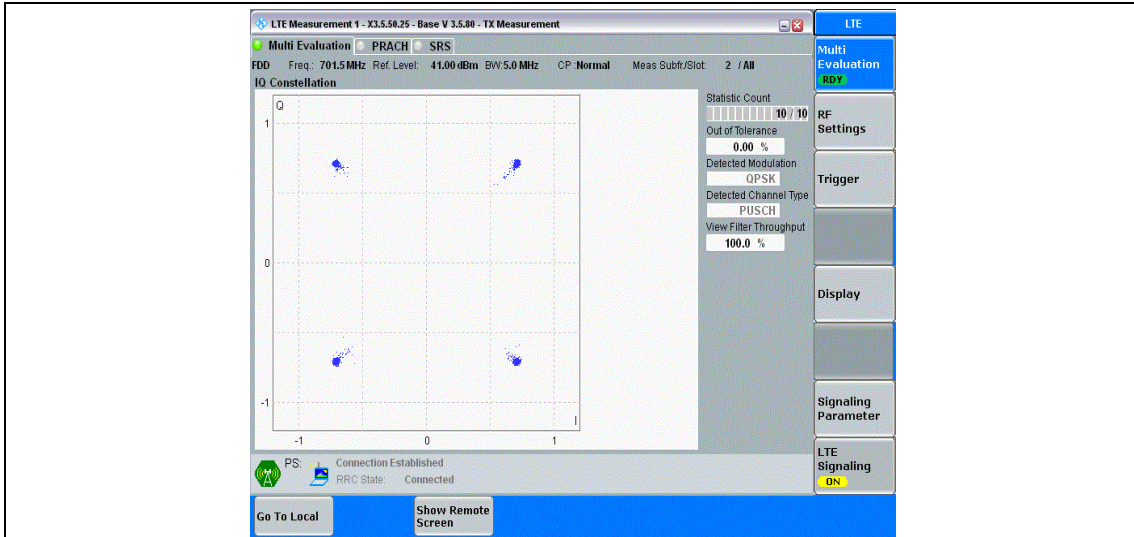 LTE Measurement 1 - X3.5.50.25 - Base V 3.5.80 - TX Measurement
LTE
Multi Evaluation PRACH SRS
FDD Freq.: 701.5 MHz Ref. Level: 41.00 dBm BW: 5.0 MHz CP :Normal Meas Subfr./Slot: 2 / All
IQ Constellation
Q
1
0
-1
-1 0 1
I
Statistic Count
10 / 10
Out of Tolerance
0.00 %
Detected Modulation
QPSK
Detected Channel Type
PUSCH
View Filter Throughput
100.0 %
Multi
Evaluation
RDY
RF
Settings
Trigger
Display
Signaling
Parameter
LTE
Signaling
ON
PS: Connection Established
RRC State: Connected
Go To Local
Show Remote
Screen